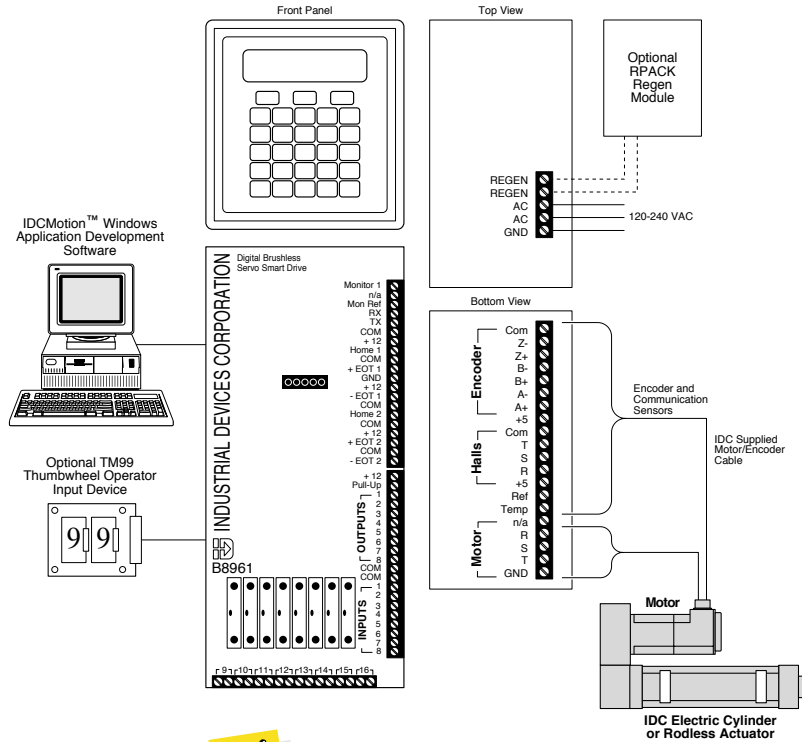 Front Panel
Top View
Optional
RPACK
Regen
Module
REGEN
REGEN
AC
AC
GND
120-240 VAC
IDCMotion™ Windows
Application Development
Software
INDUSTRIAL DEVICES CORPORATION
Digital Brushless
Servo Smart Drive
Monitor 1
n/a
Mon Ref
RX
TX
COM
+ 12
Home 1
COM
+ EOT 1
GND
+ 12
- EOT 1
COM
Home 2
COM
+ 12
+ EOT 2
COM
- EOT 2
+ 12
Pull-Up
OUTPUTS
1
2
3
4
5
6
7
8
COM
COM
INPUTS
1
2
3
4
5
6
7
8
B8961
9 10 11 12 13 14 15 16
Optional TM99
Thumbwheel Operator
Input Device
9 9
Bottom View
Encoder
Com
Z-
Z+
B-
B+
A-
A+
+5
Halls
Com
T
S
R
+5
Ref
Temp
n/a
Motor
R
S
T
GND
Encoder and
Communication
Sensors
IDC Supplied
Motor/Encoder
Cable
Motor
IDC Electric Cylinder
or Rodless Actuator